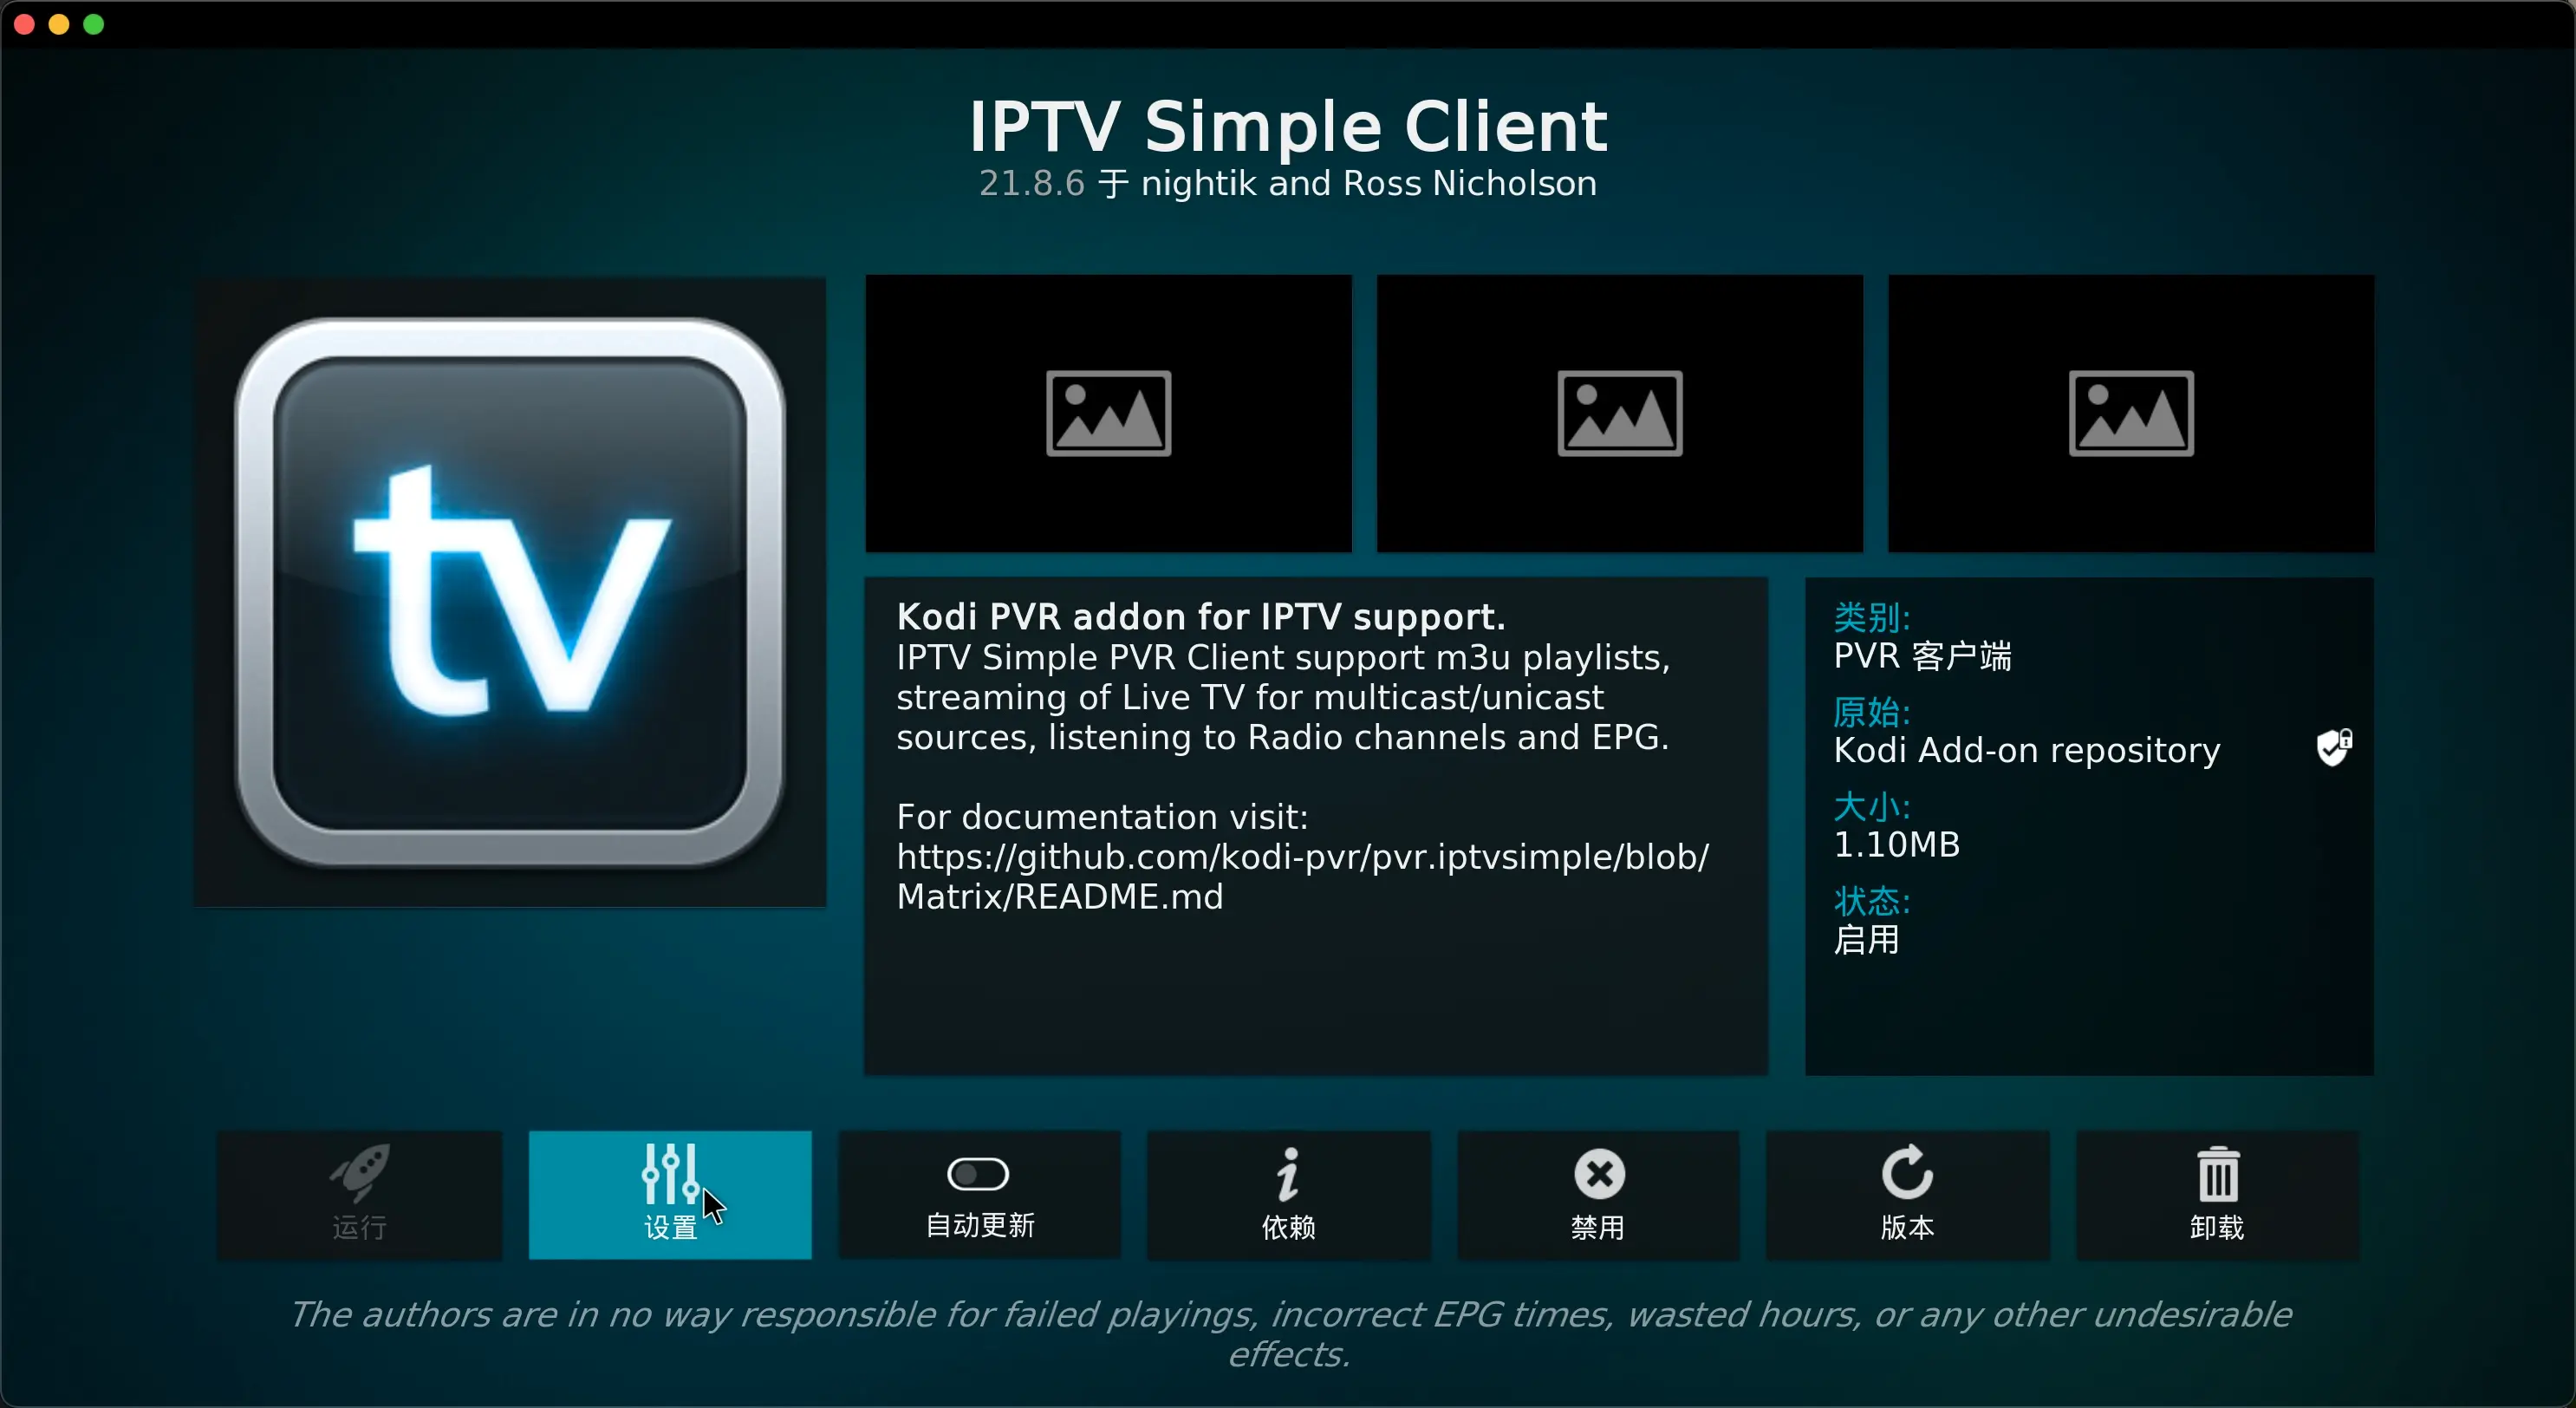 IPTV Simple Client
21.8.6 于 nightik and Ross Nicholson
tv
Kodi PVR addon for IPTV support.
IPTV Simple PVR Client support m3u playlists,
streaming of Live TV for multicast/unicast
sources, listening to Radio channels and EPG.
For documentation visit:
https://github.com/kodi-pvr/pvr.iptvsimple/blob/
Matrix/README.md
类别:
PVR 客户端
原始:
Kodi Add-on repository
大小:
1.10MB
状态:
启用
运行
设置
自动更新
依赖
禁用
版本
卸载
The authors are in no way responsible for failed playings, incorrect EPG times, wasted hours, or any other undesirable
effects.